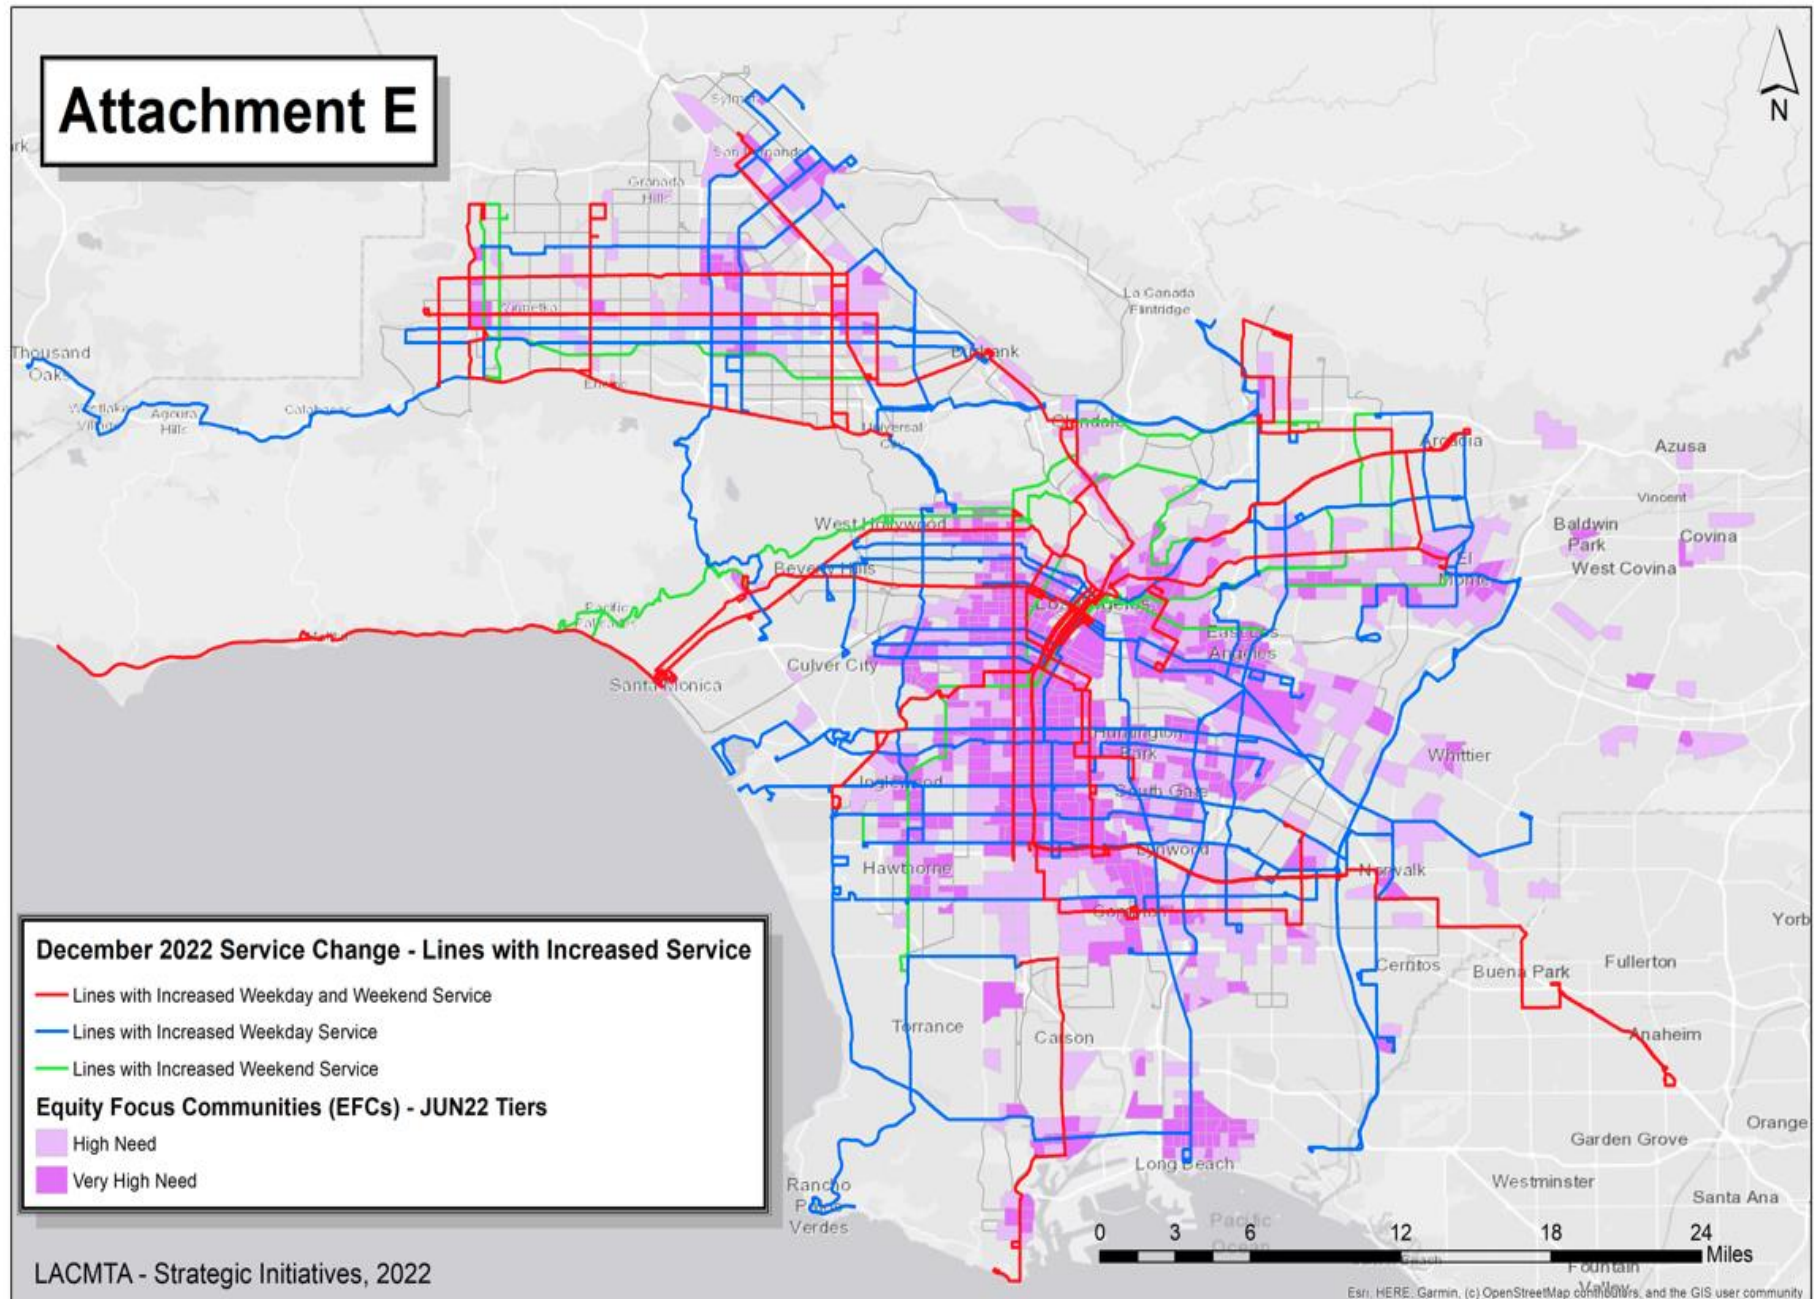 Attachment E
N
Sylmar
San Fernando
Granada
Hills
La Canada
Flintridge
Winnetka
Thousand
Oaks
Burbank
Encino
Westlake
Village
Agoura
Hills
Calabasas
Universal
City
Glendale
Arcadia
Azusa
Vincent
West Hollywood
Baldwin
Park
Covina
Beverly Hills
El
Monte
West Covina
Pacific
Palisades
Los Angeles
Malibu
East Los
Angeles
Culver City
Santa Monica
Huntington
Park
Whittier
Inglewood
South Gate
Lynwood
Hawthorne
Norwalk
Compton
Yorb
Cerritos
Buena Park
Fullerton
Torrance
Carson
Anaheim
Orange
Garden Grove
Long Beach
Westminster
Rancho
Palos
Verdes
Santa Ana
Pacific
Ocean
Beach
Fountain
Valley
December 2022 Service Change - Lines with Increased Service
Lines with Increased Weekday and Weekend Service
Lines with Increased Weekday Service
Lines with Increased Weekend Service
Equity Focus Communities (EFCs) - JUN22 Tiers
High Need
Very High Need
0 3 6 12 18 24
Miles
LACMTA - Strategic Initiatives, 2022
Esri, HERE, Garmin, (c) OpenStreetMap contributors, and the GIS user community